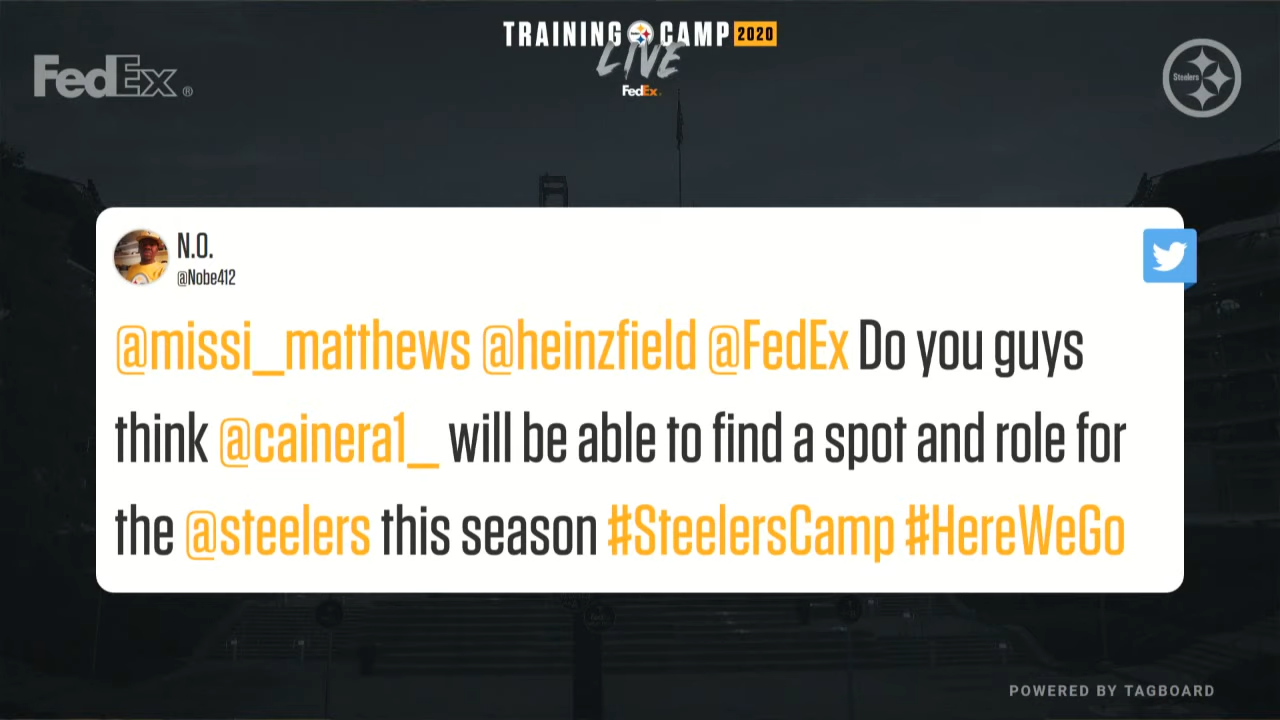 TRAINING CAMP 2020
LIVE
FedEx
FedEx ®
Steelers
N.O.
@Nobe412
@missi_matthews @heinzfield @FedEx Do you guys
think @cainera1_ will be able to find a spot and role for
the @steelers this season #SteelersCamp #HereWeGo
POWERED BY TAGBOARD